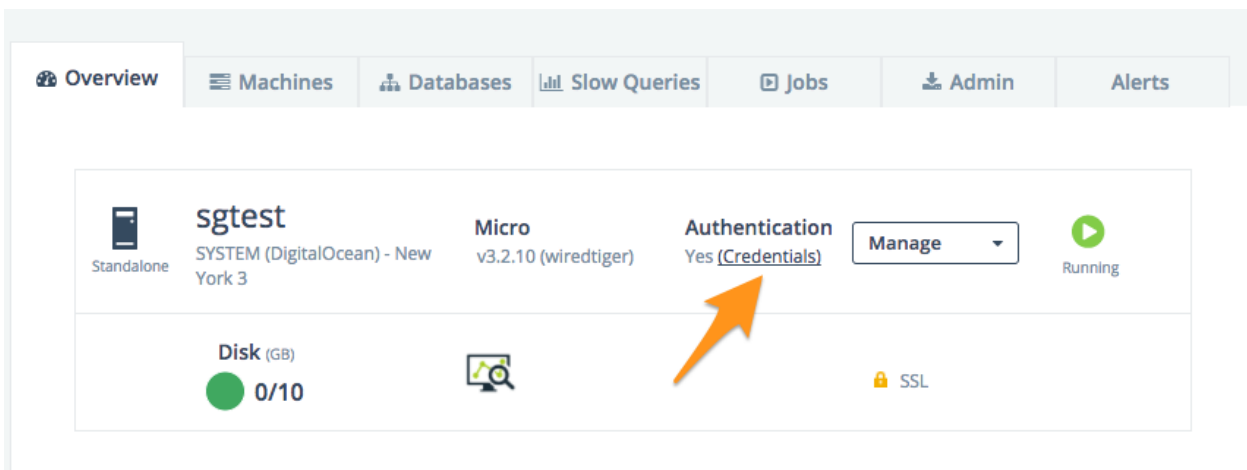 Overview
Machines
Databases
Slow Queries
Jobs
Admin
Alerts
Standalone
sgtest
SYSTEM (DigitalOcean) - New
York 3
Micro
v3.2.10 (wiredtiger)
Authentication
Yes (Credentials)
Manage
Running
Disk (GB)
0/10
SSL